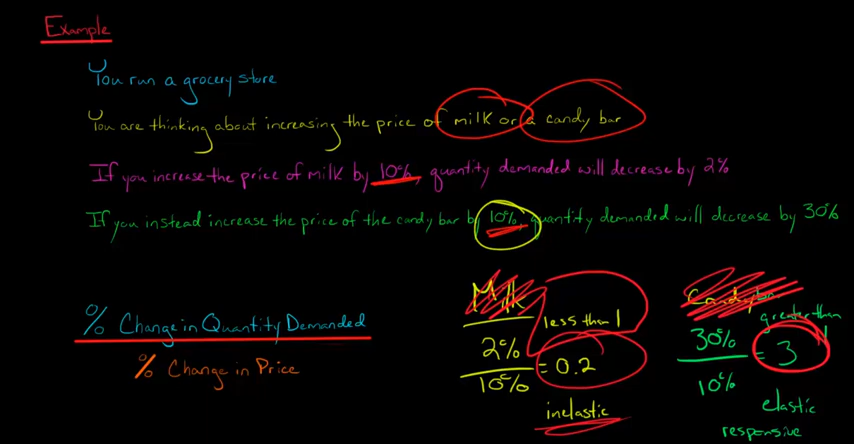 Example
You run a grocery store
You are thinking about increasing the price of milk or a candy bar
If you increase the price of milk by 10%, quantity demanded will decrease by 2%
If you instead increase the price of the candy bar by 10%, quantity demanded will decrease by 30%
% Change in Quantity Demanded
% Change in Price
Milk
less than 1
2%
10%
= 0.2
inelastic
Candy bar
greater than 1
30%
10%
= 3
elastic
responsive